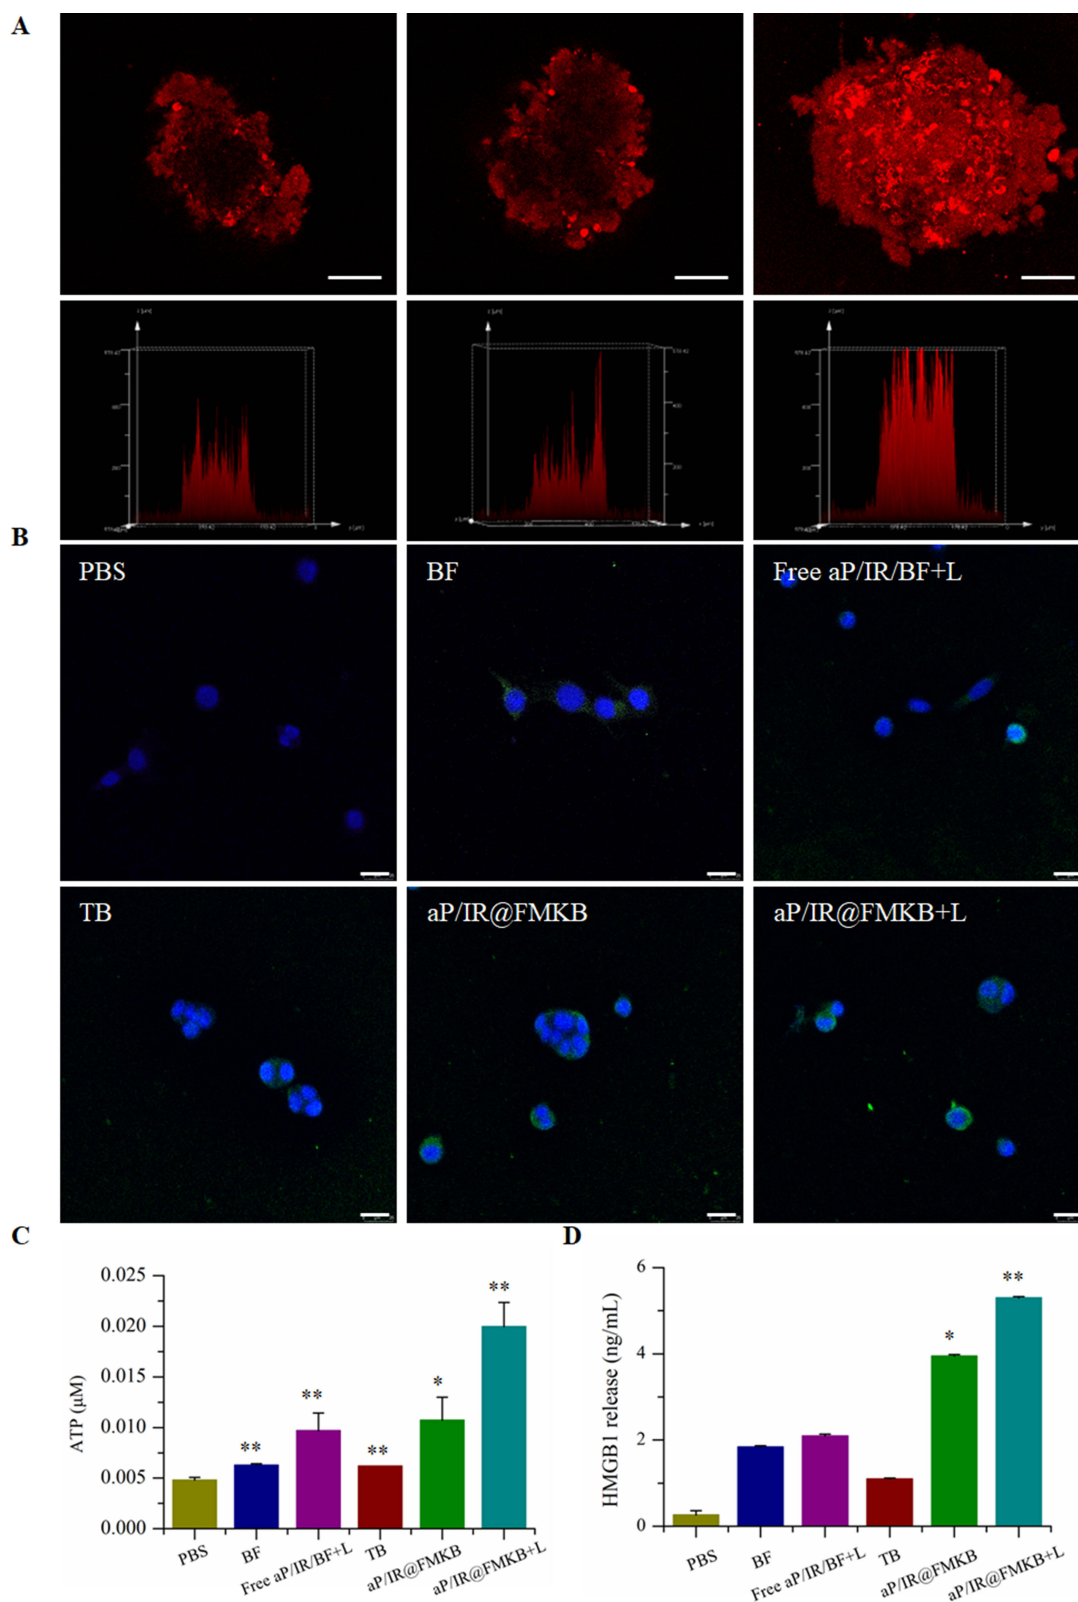 A
B
PBS
BF
Free aP/IR/BF+L
TB
aP/IR@FMKB
aP/IR@FMKB+L
C
D
0.025
0.020
0.015
0.010
0.005
0.000
ATP (μM)
**
**
**
*
**
PBS
BF
Free aP/IR/BF+L
TB
aP/IR@FMKB
aP/IR@FMKB+L
6
4
2
0
HMGB1 release (ng/mL)
*
**
PBS
BF
Free aP/IR/BF+L
TB
aP/IR@FMKB
aP/IR@FMKB+L